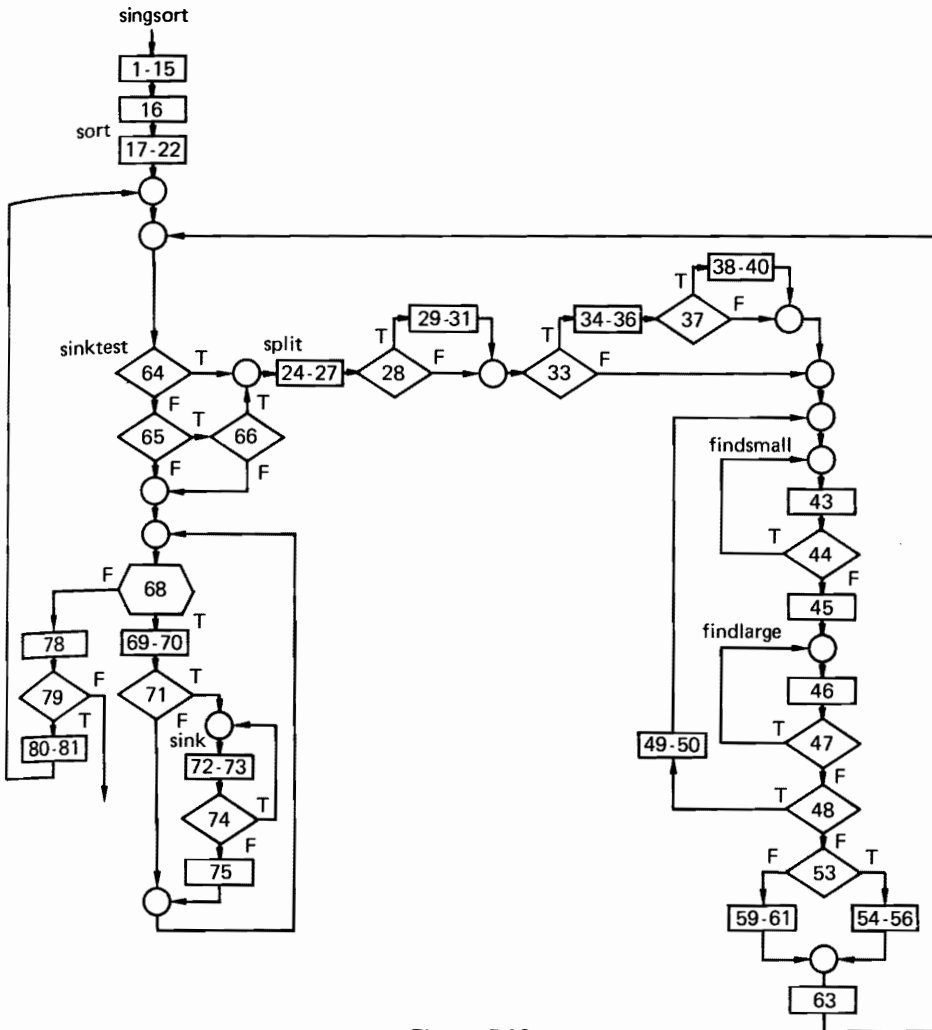 singsort
1-15
16
sort
17-22
sinktest
64
T
F
65
T
F
66
T
F
split
24-27
28
T
F
29-31
33
T
F
34-36
37
T
F
38-40
findsmall
43
44
T
F
45
findlarge
46
47
T
F
48
T
F
49-50
53
F
T
59-61
54-56
63
68
F
T
78
79
F
T
80-81
69-70
71
T
F
sink
72-73
74
T
F
75